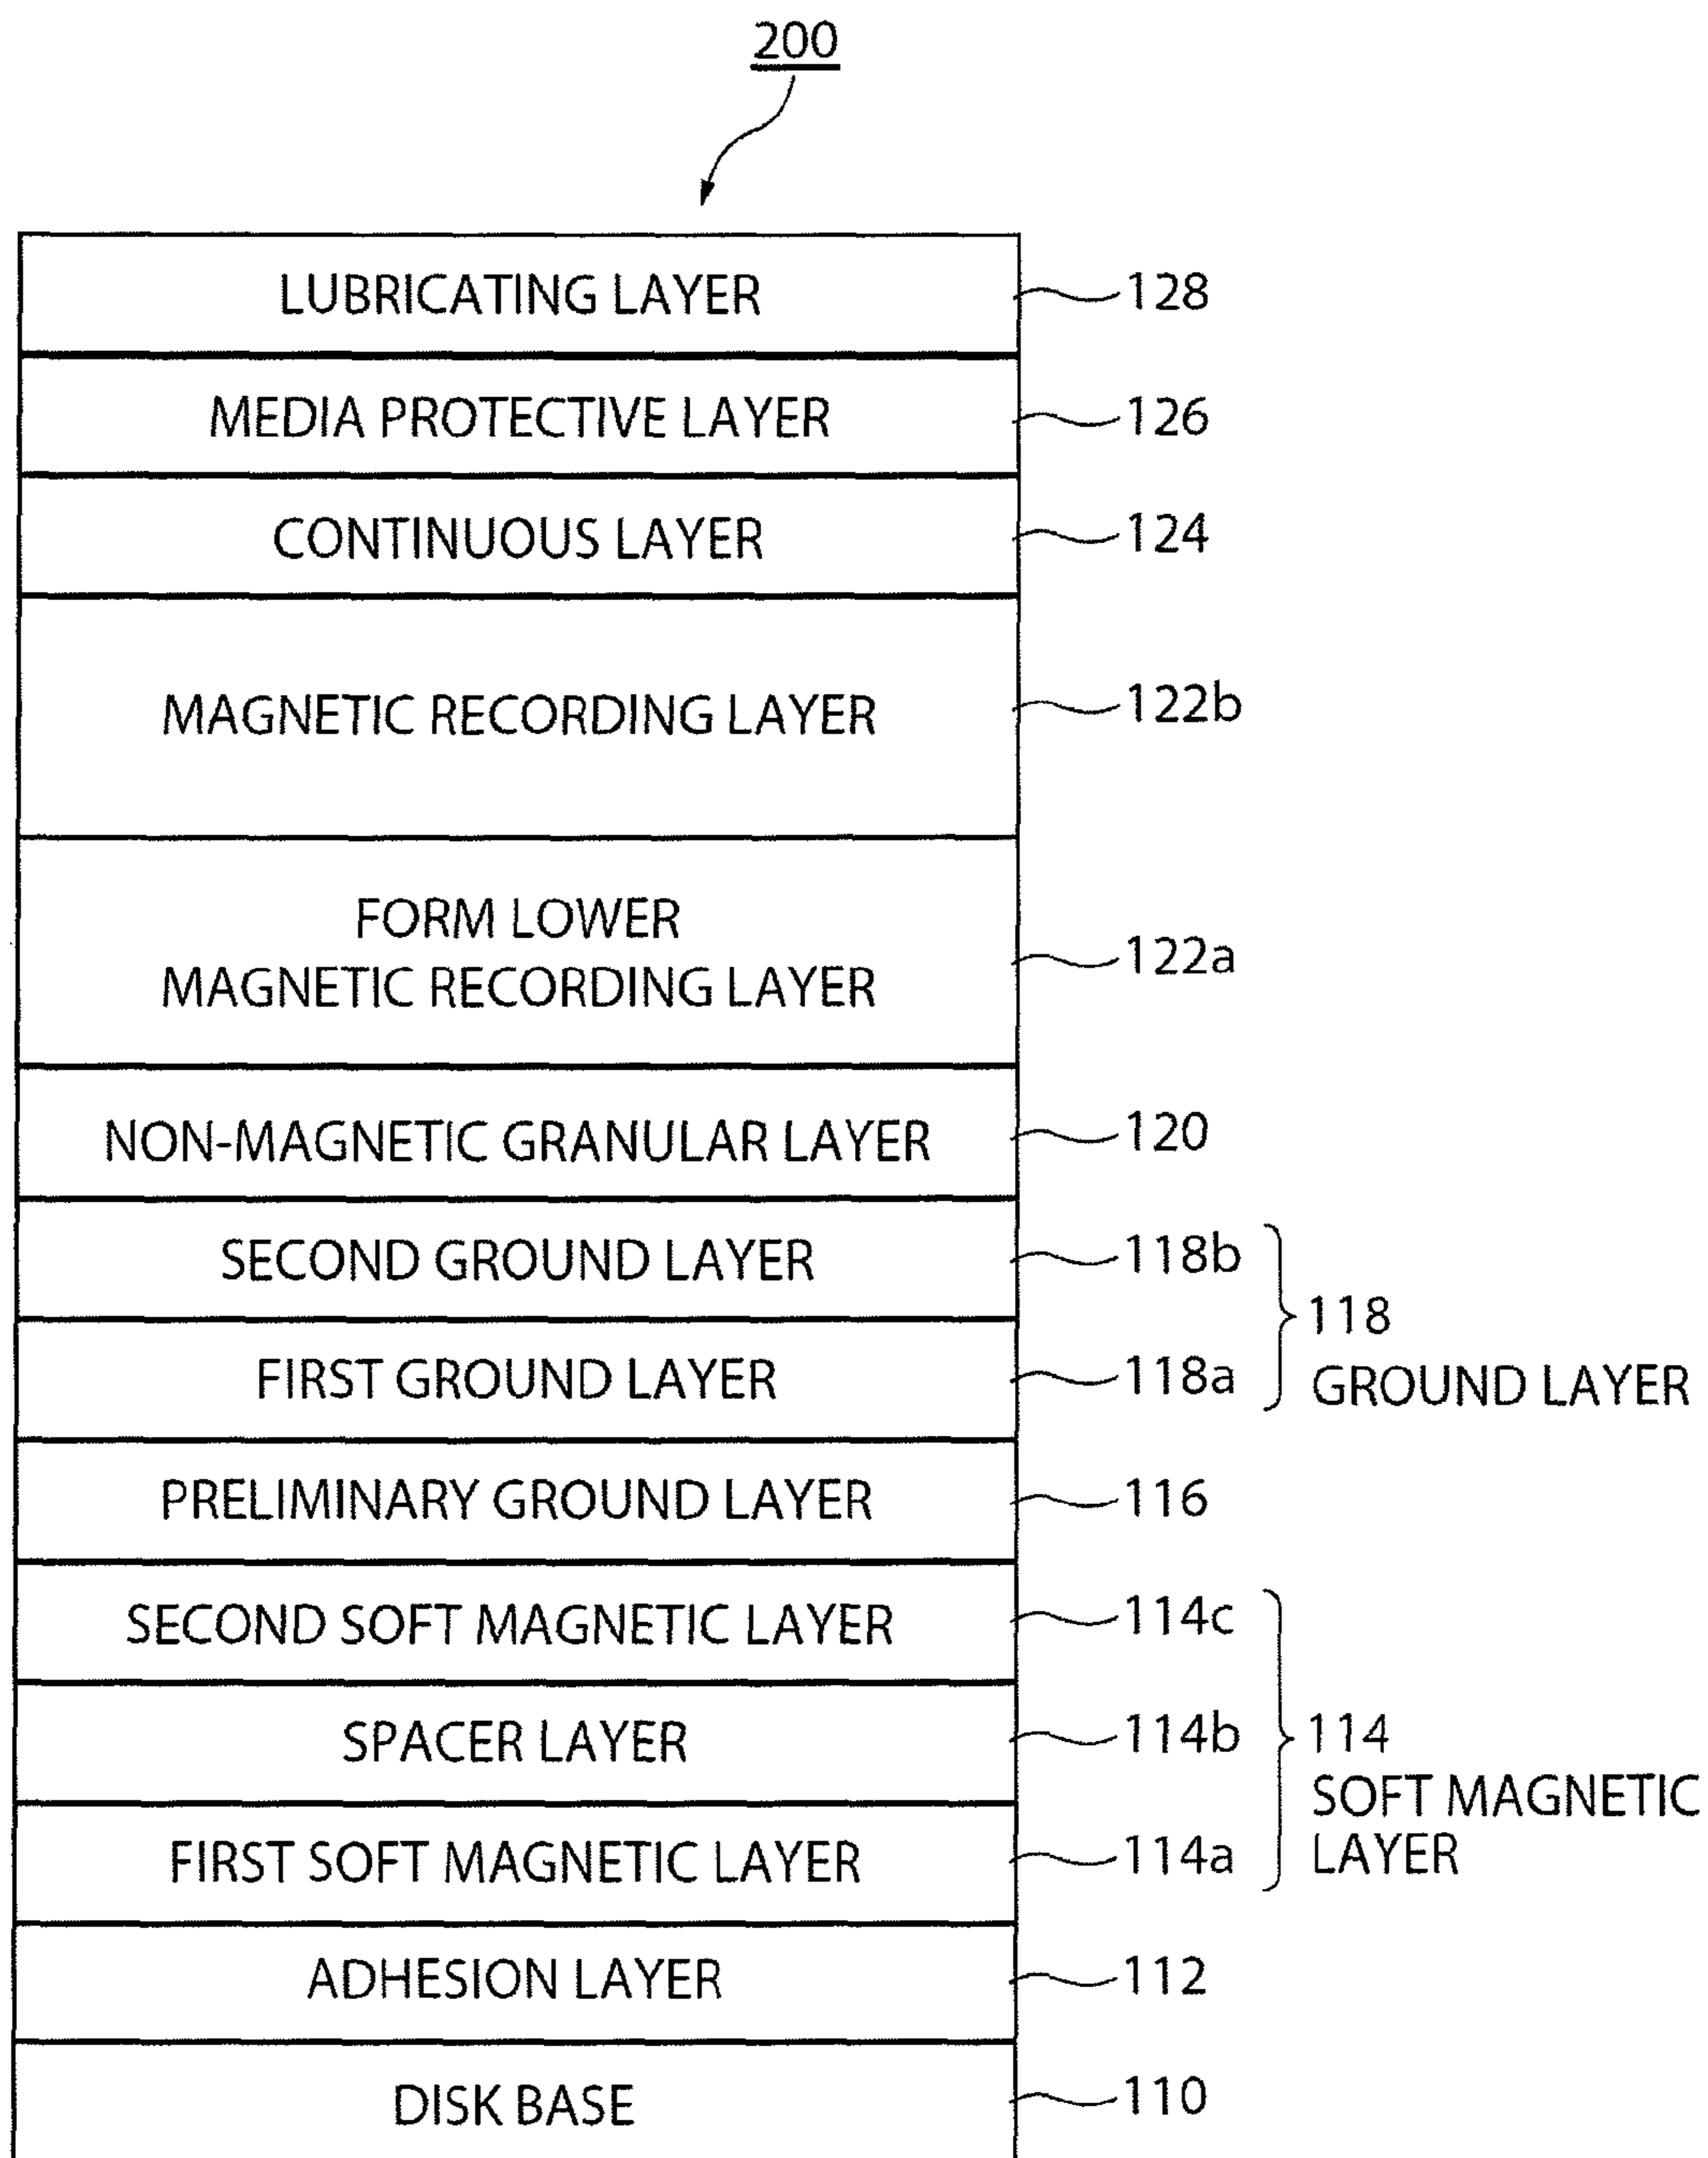 200
LUBRICATING LAYER 128
MEDIA PROTECTIVE LAYER 126
CONTINUOUS LAYER 124
MAGNETIC RECORDING LAYER 122b
FORM LOWER
MAGNETIC RECORDING LAYER 122a
NON-MAGNETIC GRANULAR LAYER 120
SECOND GROUND LAYER 118b
118
FIRST GROUND LAYER 118a
GROUND LAYER
PRELIMINARY GROUND LAYER 116
SECOND SOFT MAGNETIC LAYER 114c
SPACER LAYER 114b
114
SOFT MAGNETIC
LAYER
FIRST SOFT MAGNETIC LAYER 114a
ADHESION LAYER 112
DISK BASE 110